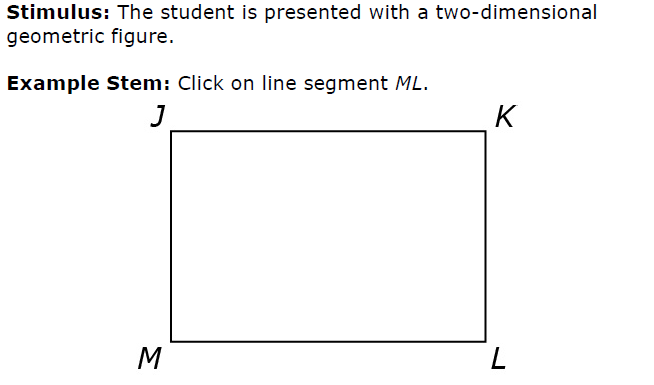 Stimulus: The student is presented with a two-dimensional
geometric figure.
Example Stem: Click on line segment ML.
J K
M L